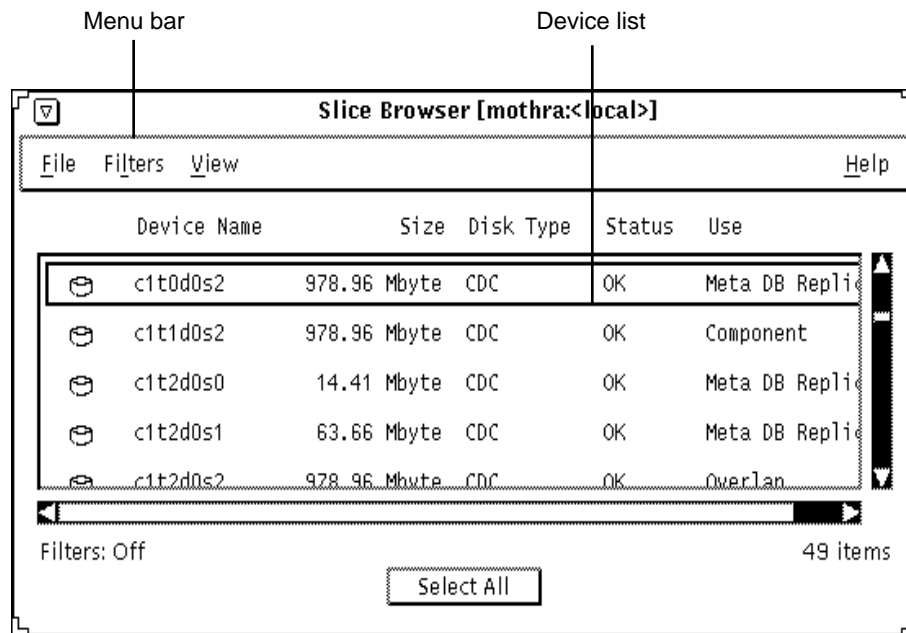 Menu bar Device list
Slice Browser [mothra:<local>]
File Filters View Help
Device Name Size Disk Type Status Use
c1t0d0s2 978.96 Mbyte CDC OK Meta DB Replic
c1t1d0s2 978.96 Mbyte CDC OK Component
c1t2d0s0 14.41 Mbyte CDC OK Meta DB Replic
c1t2d0s1 63.66 Mbyte CDC OK Meta DB Replic
c1t2d0s2 978.96 Mbyte CDC OK Overlap
Filters: Off 49 items
Select All